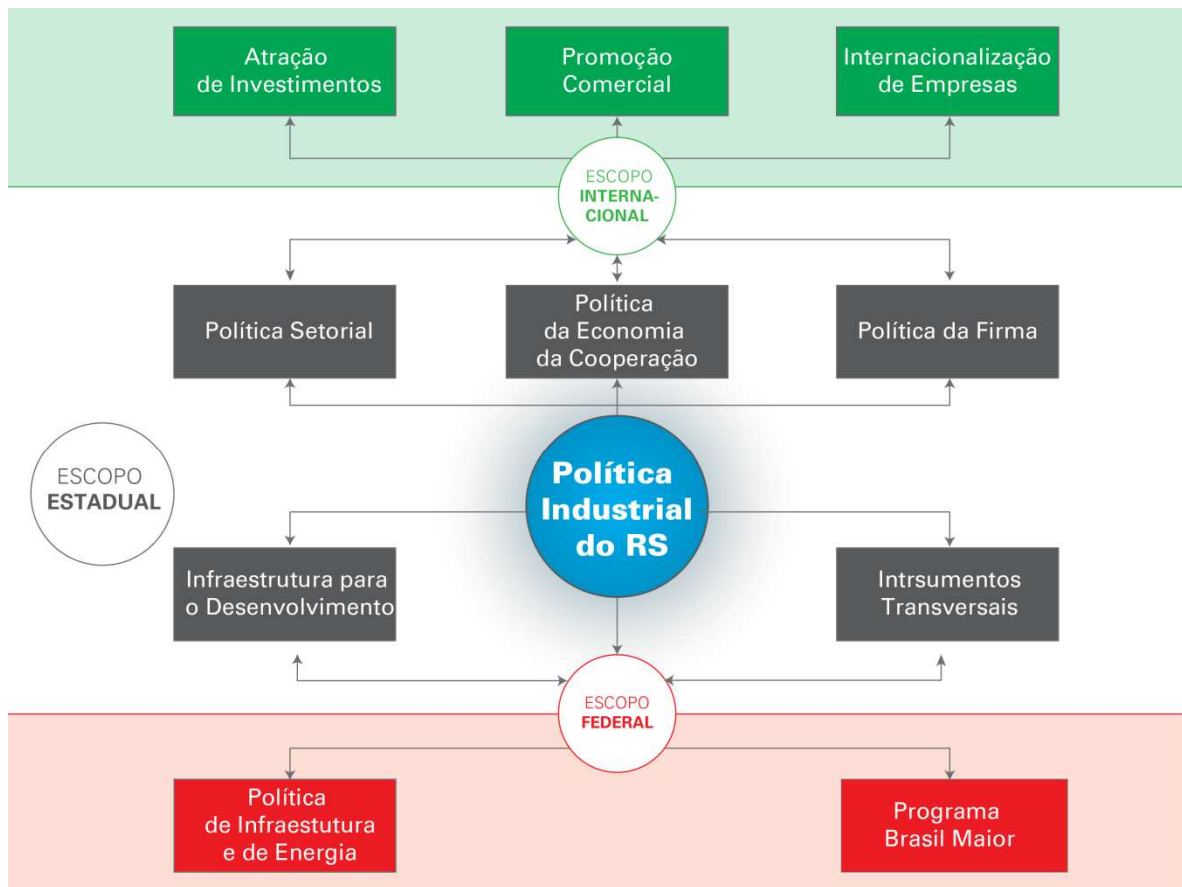 Atração
de Investimentos
Promoção
Comercial
Internacionalização
de Empresas
ESCOPO
INTERNA-
CIONAL
Política Setorial
Política
da Economia
da Cooperação
Política da Firma
ESCOPO
ESTADUAL
Política
Industrial
do RS
Infraestrutura para
o Desenvolvimento
Intrsumentos
Transversais
ESCOPO
FEDERAL
Política
de Infraestutura
e de Energia
Programa
Brasil Maior